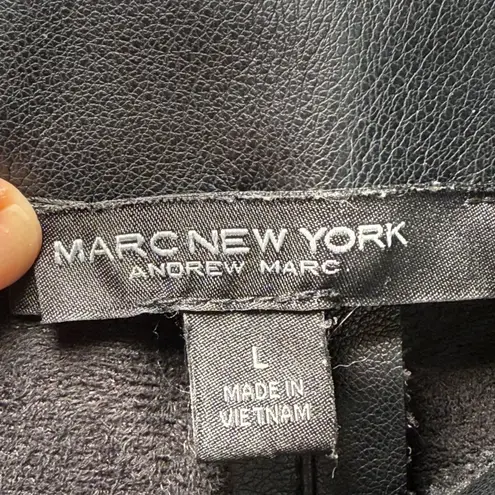 MARC NEW YORK
ANDREW MARC
L
MADE IN
VIETNAM